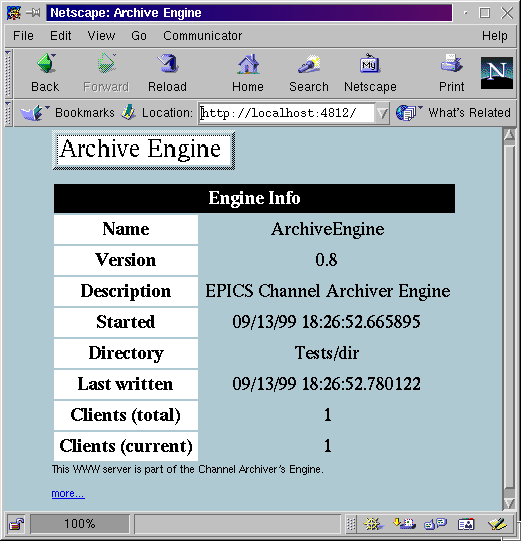 Netscape: Archive Engine
File Edit View Go Communicator Help
Back Forward Reload Home Search Netscape Print
My N
Bookmarks Location: http://localhost:4812/ What's Related
Archive Engine
Engine Info
Name ArchiveEngine
Version 0.8
Description EPICS Channel Archiver Engine
Started 09/13/99 18:26:52.665895
Directory Tests/dir
Last written 09/13/99 18:26:52.780122
Clients (total) 1
Clients (current) 1
This WWW server is part of the Channel Archiver's Engine.
more...
100%